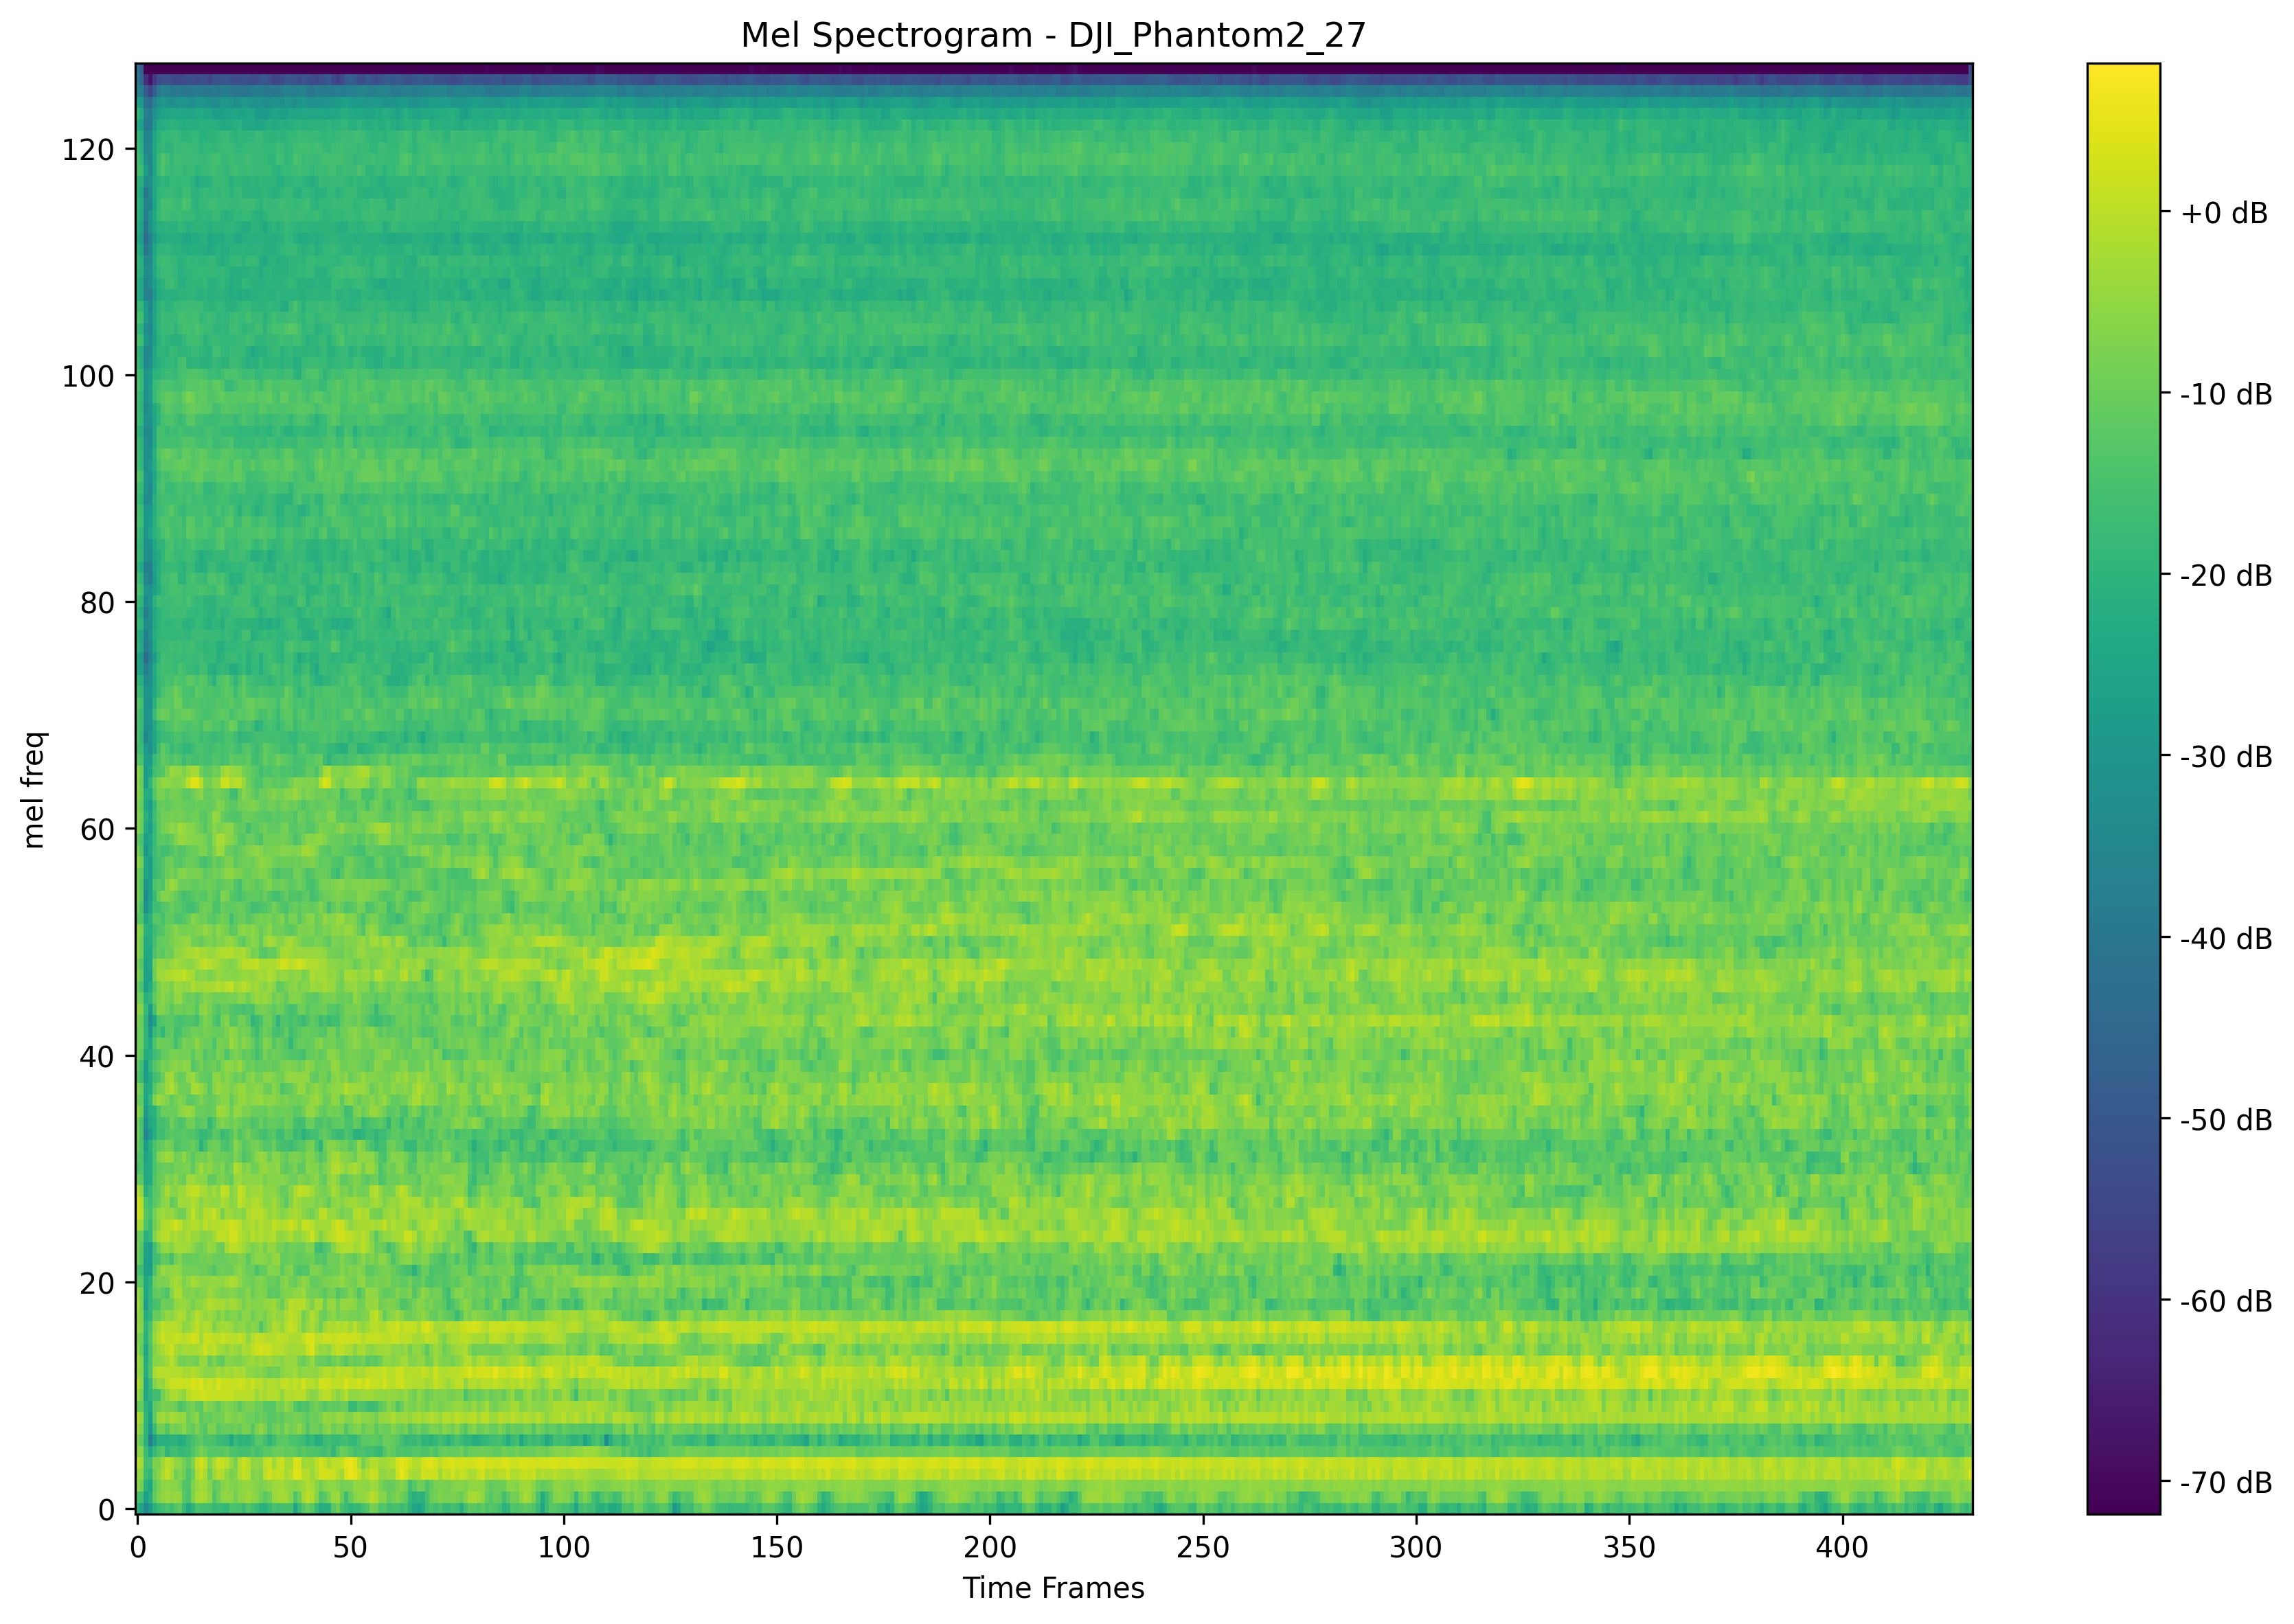 Mel Spectrogram - DJI_Phantom2_27
mel freq
120
100
80
60
40
20
0
0 50 100 150 200 250 300 350 400
Time Frames
+0 dB
-10 dB
-20 dB
-30 dB
-40 dB
-50 dB
-60 dB
-70 dB